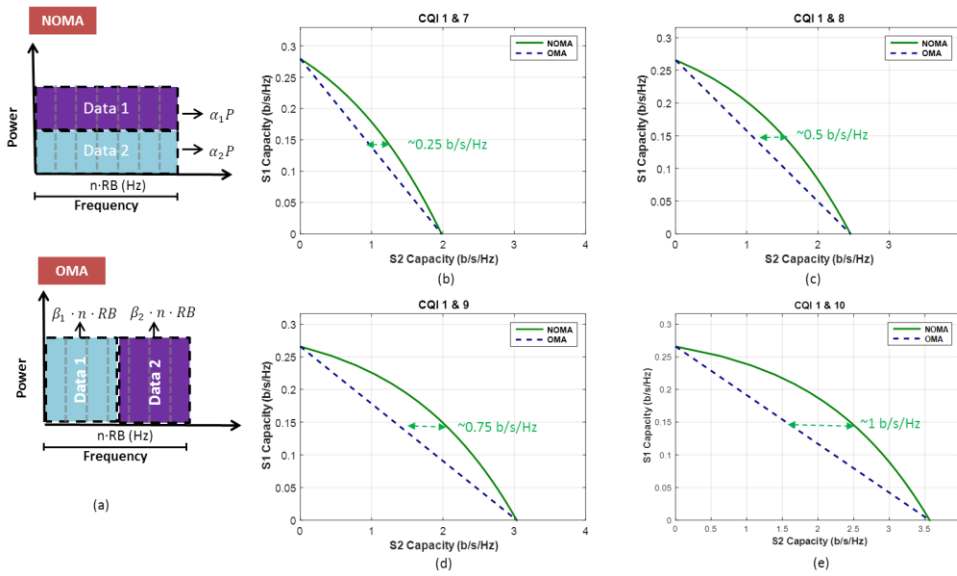 NOMA
Power
Data 1
α₁P
Data 2
α₂P
n·RB (Hz)
Frequency
OMA
β₁ · n · RB
β₂ · n · RB
Power
Data 1
Data 2
n·RB (Hz)
Frequency
(a)
CQI 1 & 7
NOMA
OMA
S1 Capacity (b/s/Hz)
0.3
0.25
0.2
0.15
0.1
0.05
0
~0.25 b/s/Hz
0 1 2 3 4
S2 Capacity (b/s/Hz)
(b)
CQI 1 & 8
NOMA
OMA
S1 Capacity (b/s/Hz)
0.3
0.25
0.2
0.15
0.1
0.05
0
~0.5 b/s/Hz
0 1 2 3
S2 Capacity (b/s/Hz)
(c)
CQI 1 & 9
NOMA
OMA
S1 Capacity (b/s/Hz)
0.3
0.25
0.2
0.15
0.1
0.05
0
~0.75 b/s/Hz
0 1 2 3 4
S2 Capacity (b/s/Hz)
(d)
CQI 1 & 10
NOMA
OMA
S1 Capacity (b/s/Hz)
0.3
0.25
0.2
0.15
0.1
0.05
0
~1 b/s/Hz
0 0.5 1 1.5 2 2.5 3 3.5
S2 Capacity (b/s/Hz)
(e)